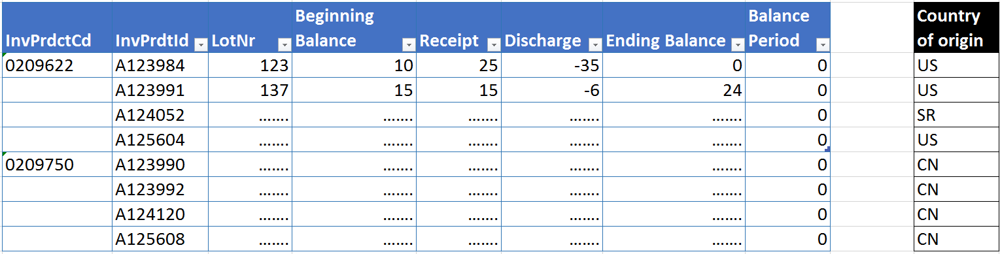 InvPrdctCd InvPrdtId LotNr Beginning Balance Receipt Discharge Ending Balance Balance Period Country of origin
0209622 A123984 123 10 25 -35 0 0 US
A123991 137 15 15 -6 24 0 US
A124052 ....... ....... ....... ....... ....... 0 SR
A125604 ....... ....... ....... ....... ....... 0 US
0209750 A123990 ....... ....... ....... ....... ....... 0 CN
A123992 ....... ....... ....... ....... ....... 0 CN
A124120 ....... ....... ....... ....... ....... 0 CN
A125608 ....... ....... ....... ....... ....... 0 CN